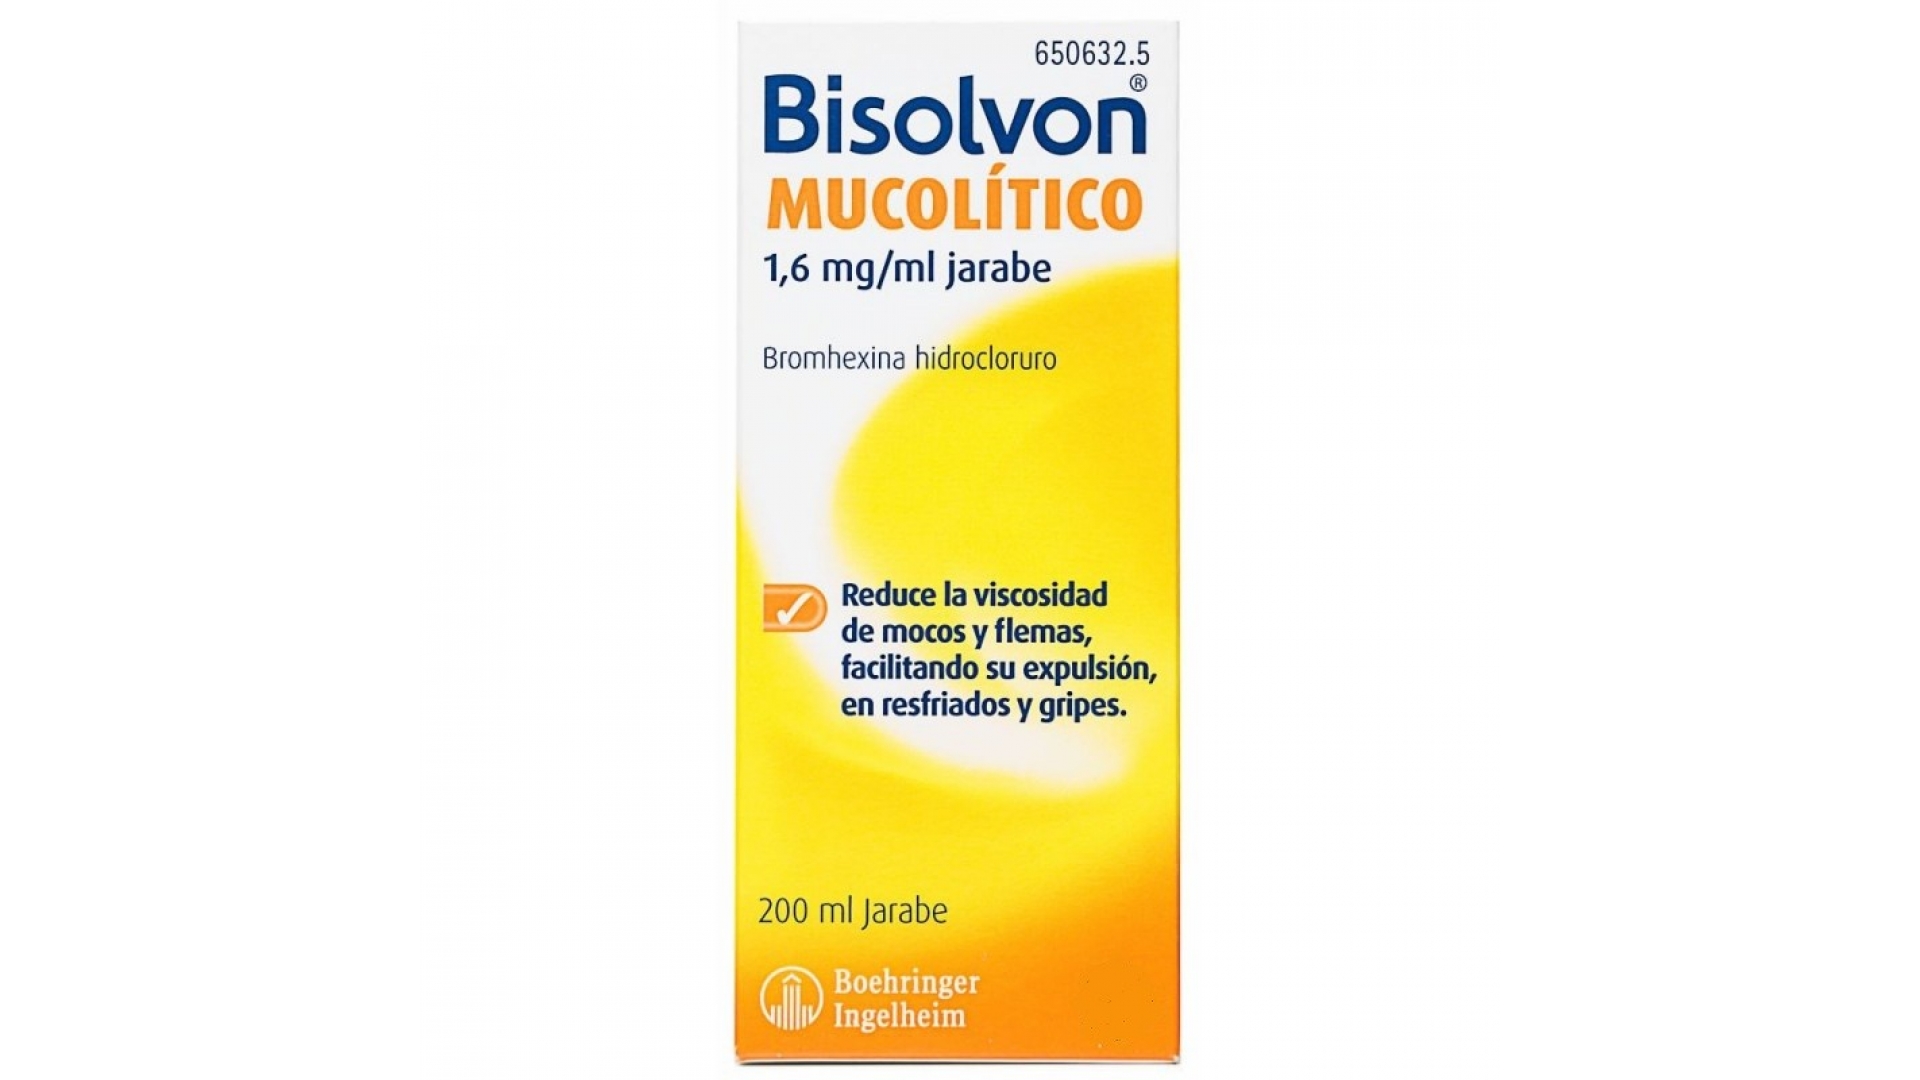 650632.5
Bisolvon®
MUCOLÍTICO
1,6 mg/ml jarabe
Bromhexina hidrocloruro
Reduce la viscosidad
de mocos y flemas,
facilitando su expulsión,
en resfriados y gripes.
200 ml Jarabe
Boehringer
Ingelheim